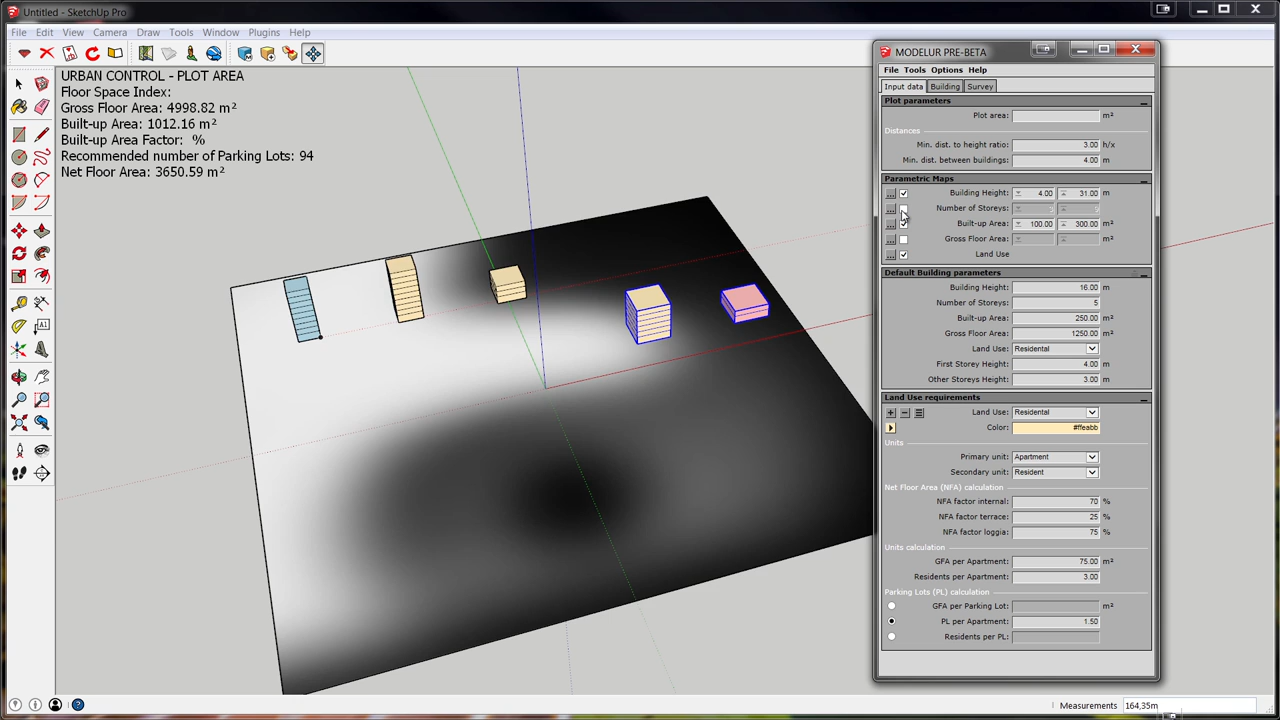 Untitled - SketchUp Pro
File Edit View Camera Draw Tools Window Plugins Help
URBAN CONTROL - PLOT AREA
Floor Space Index:
Gross Floor Area: 4998.82 m²
Built-up Area: 1012.16 m²
Built-up Area Factor: %
Recommended number of Parking Lots: 94
Net Floor Area: 3650.59 m²
MODELUR PRE-BETA
File Tools Options Help
Input data Building Survey
Plot parameters
Plot area: m²
Distances
Min. dist. to height ratio: 3.00 h/x
Min. dist. between buildings: 4.00 m
Parametric Maps
Building Height: 4.00 31.00 m
Number of Storeys:
Built-up Area: 100.00 300.00 m²
Gross Floor Area: m²
Land Use
Default Building parameters
Building Height: 16.00 m
Number of Storeys: 5
Built-up Area: 250.00 m²
Gross Floor Area: 1250.00 m²
Land Use: Residential
First Storey Height: 4.00 m
Other Storeys Height: 3.00 m
Land Use requirements
Land Use: Residential
Color: #ffeabb
Units
Primary unit: Apartment
Secondary unit: Resident
Net Floor Area (NFA) calculation
NFA factor internal: 70 %
NFA factor terrace: 25 %
NFA factor loggia: 75 %
Units calculation
GFA per Apartment: 75.00 m²
Residents per Apartment: 3.00
Parking Lots (PL) calculation
GFA per Parking Lot: m²
PL per Apartment: 1.50
Residents per PL:
Measurements 164,35m